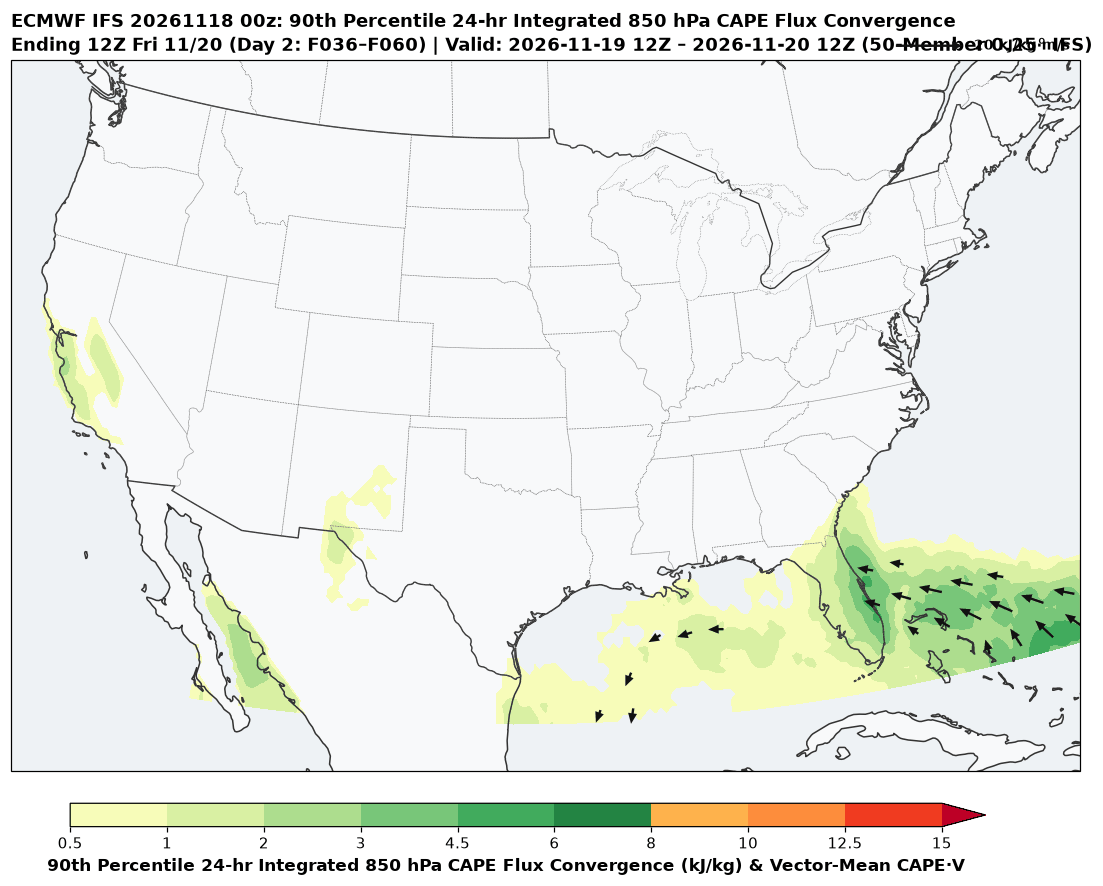 ECMWF IFS 20261118 00z: 90th Percentile 24-hr Integrated 850 hPa CAPE Flux Convergence
Ending 12Z Fri 11/20 (Day 2: F036–F060) | Valid: 2026-11-19 12Z – 2026-11-20 12Z (50-Member 0.25° IFS)
0.5 1 2 3 4.5 6 8 10 12.5 15
90th Percentile 24-hr Integrated 850 hPa CAPE Flux Convergence (kJ/kg) & Vector-Mean CAPE·V